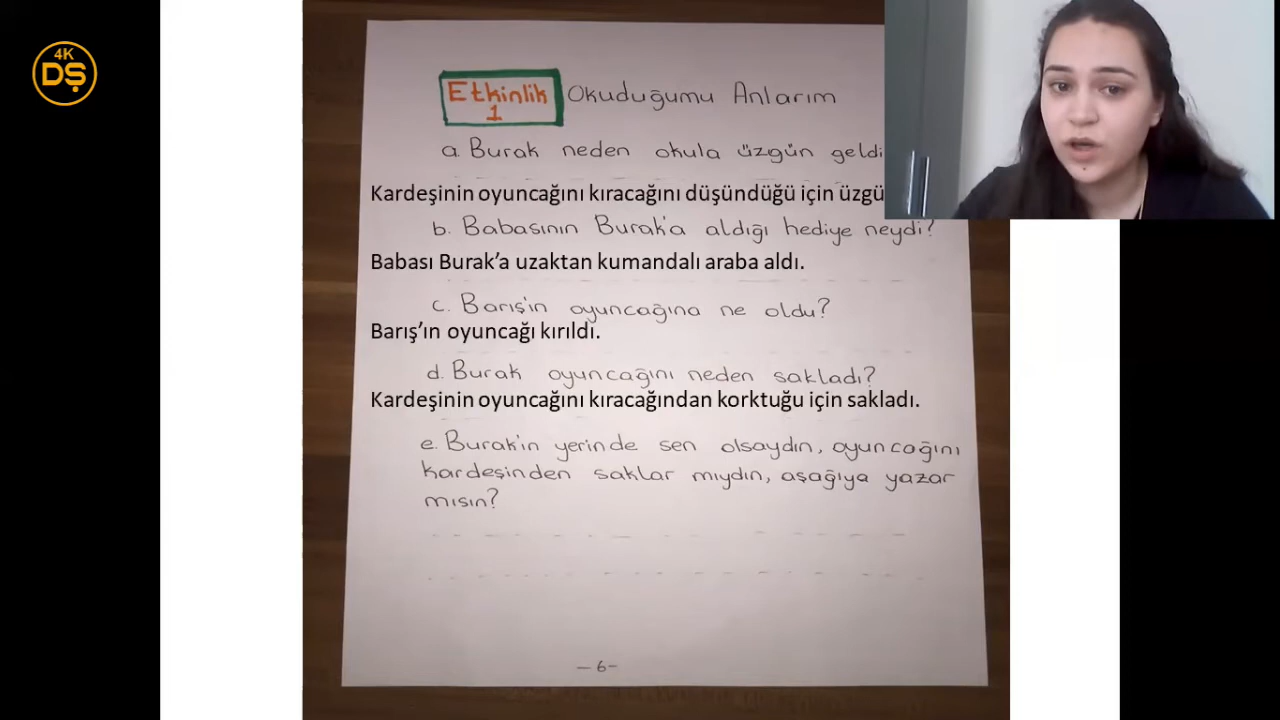 4K
DŞ
Etkinlik Okuduğumu Anlarım
1
a. Burak neden okula üzgün geldi
Kardeşinin oyuncağını kıracağını düşündüğü için
b. Babasının Burak'a aldığı hediye neydi?
Babası Burak'a uzaktan kumandalı araba aldı.
c. Barış'ın oyuncağına ne oldu?
Barış'ın oyuncağı kırıldı.
d. Burak oyuncağını neden sakladı?
Kardeşinin oyuncağını kıracağından korktuğu için sakladı.
e. Burak'ın yerinde sen olsaydın, oyuncağını
kardeşinden saklar mıydın, aşağıya yazar
mısın?
-6-